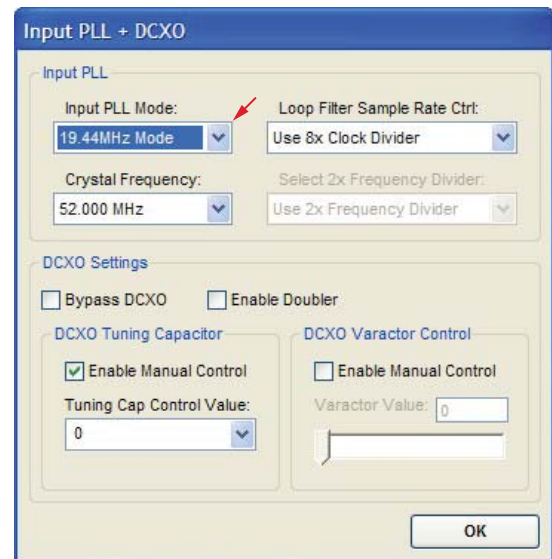 Input PLL + DCXO
Input PLL
Input PLL Mode:
19.44MHz Mode
Loop Filter Sample Rate Ctrl:
Use 8x Clock Divider
Crystal Frequency:
52.000 MHz
Select 2x Frequency Divider:
Use 2x Frequency Divider
DCXO Settings
Bypass DCXO
Enable Doubler
DCXO Tuning Capacitor
Enable Manual Control
Tuning Cap Control Value:
0
DCXO Varactor Control
Enable Manual Control
Varactor Value: 0
OK